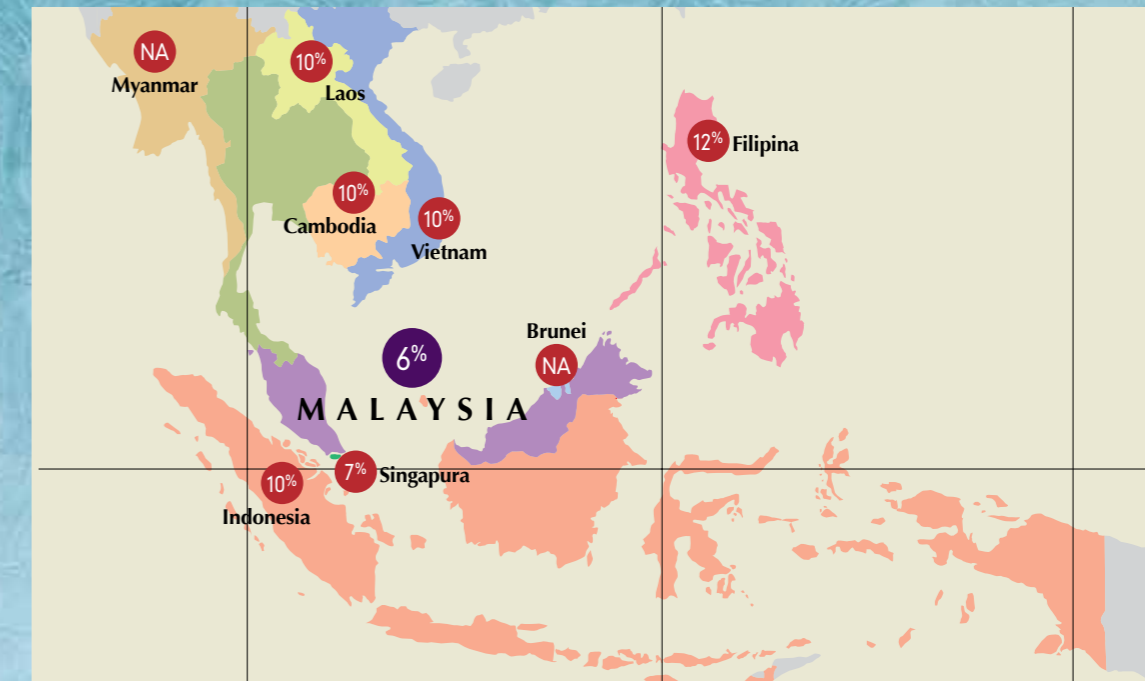 NA
Myanmar
10%
Laos
12%
Filipina
10%
Cambodia
10%
Vietnam
6%
MALAYSIA
Brunei
NA
7%
Singapura
10%
Indonesia